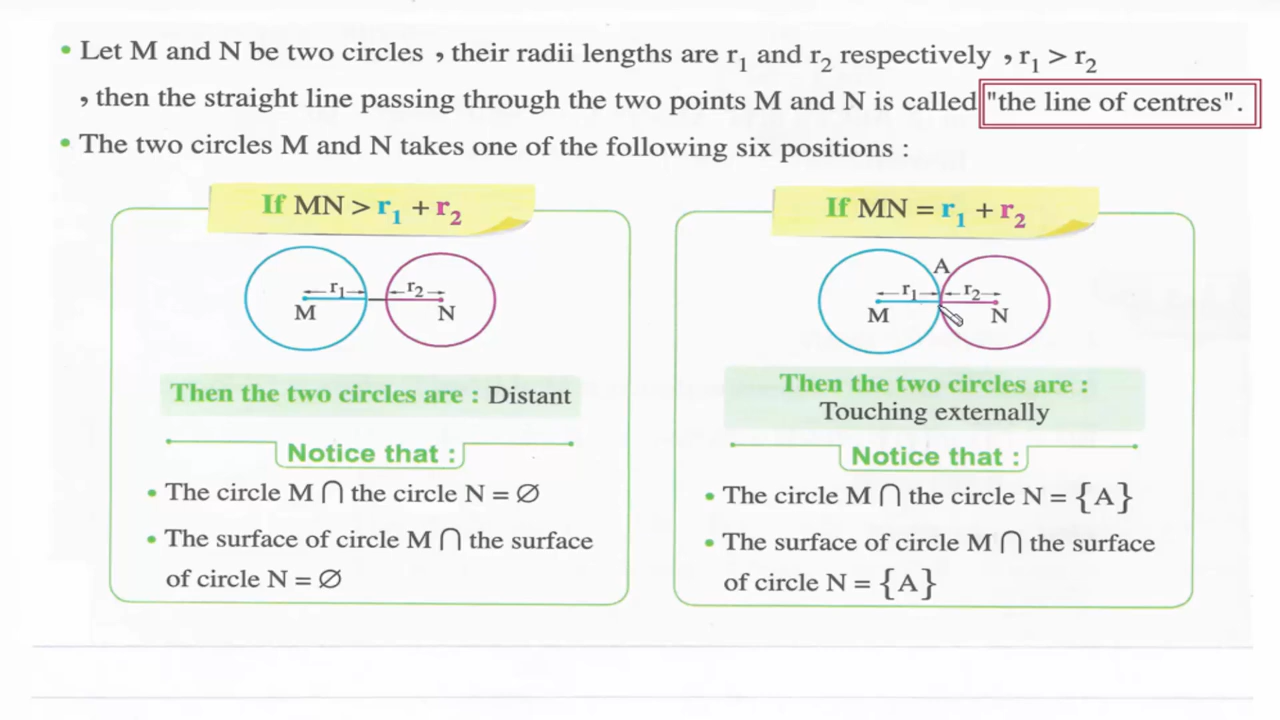 • Let M and N be two circles , their radii lengths are r₁ and r₂ respectively , r₁ > r₂
, then the straight line passing through the two points M and N is called "the line of centres".
• The two circles M and N takes one of the following six positions :
If MN > r₁ + r₂
r₁
r₂
M
N
Then the two circles are : Distant
Notice that :
• The circle M ⋂ the circle N = ∅
• The surface of circle M ⋂ the surface
of circle N = ∅
If MN = r₁ + r₂
A
r₁
r₂
M
N
Then the two circles are :
Touching externally
Notice that :
• The circle M ⋂ the circle N = {A}
• The surface of circle M ⋂ the surface
of circle N = {A}